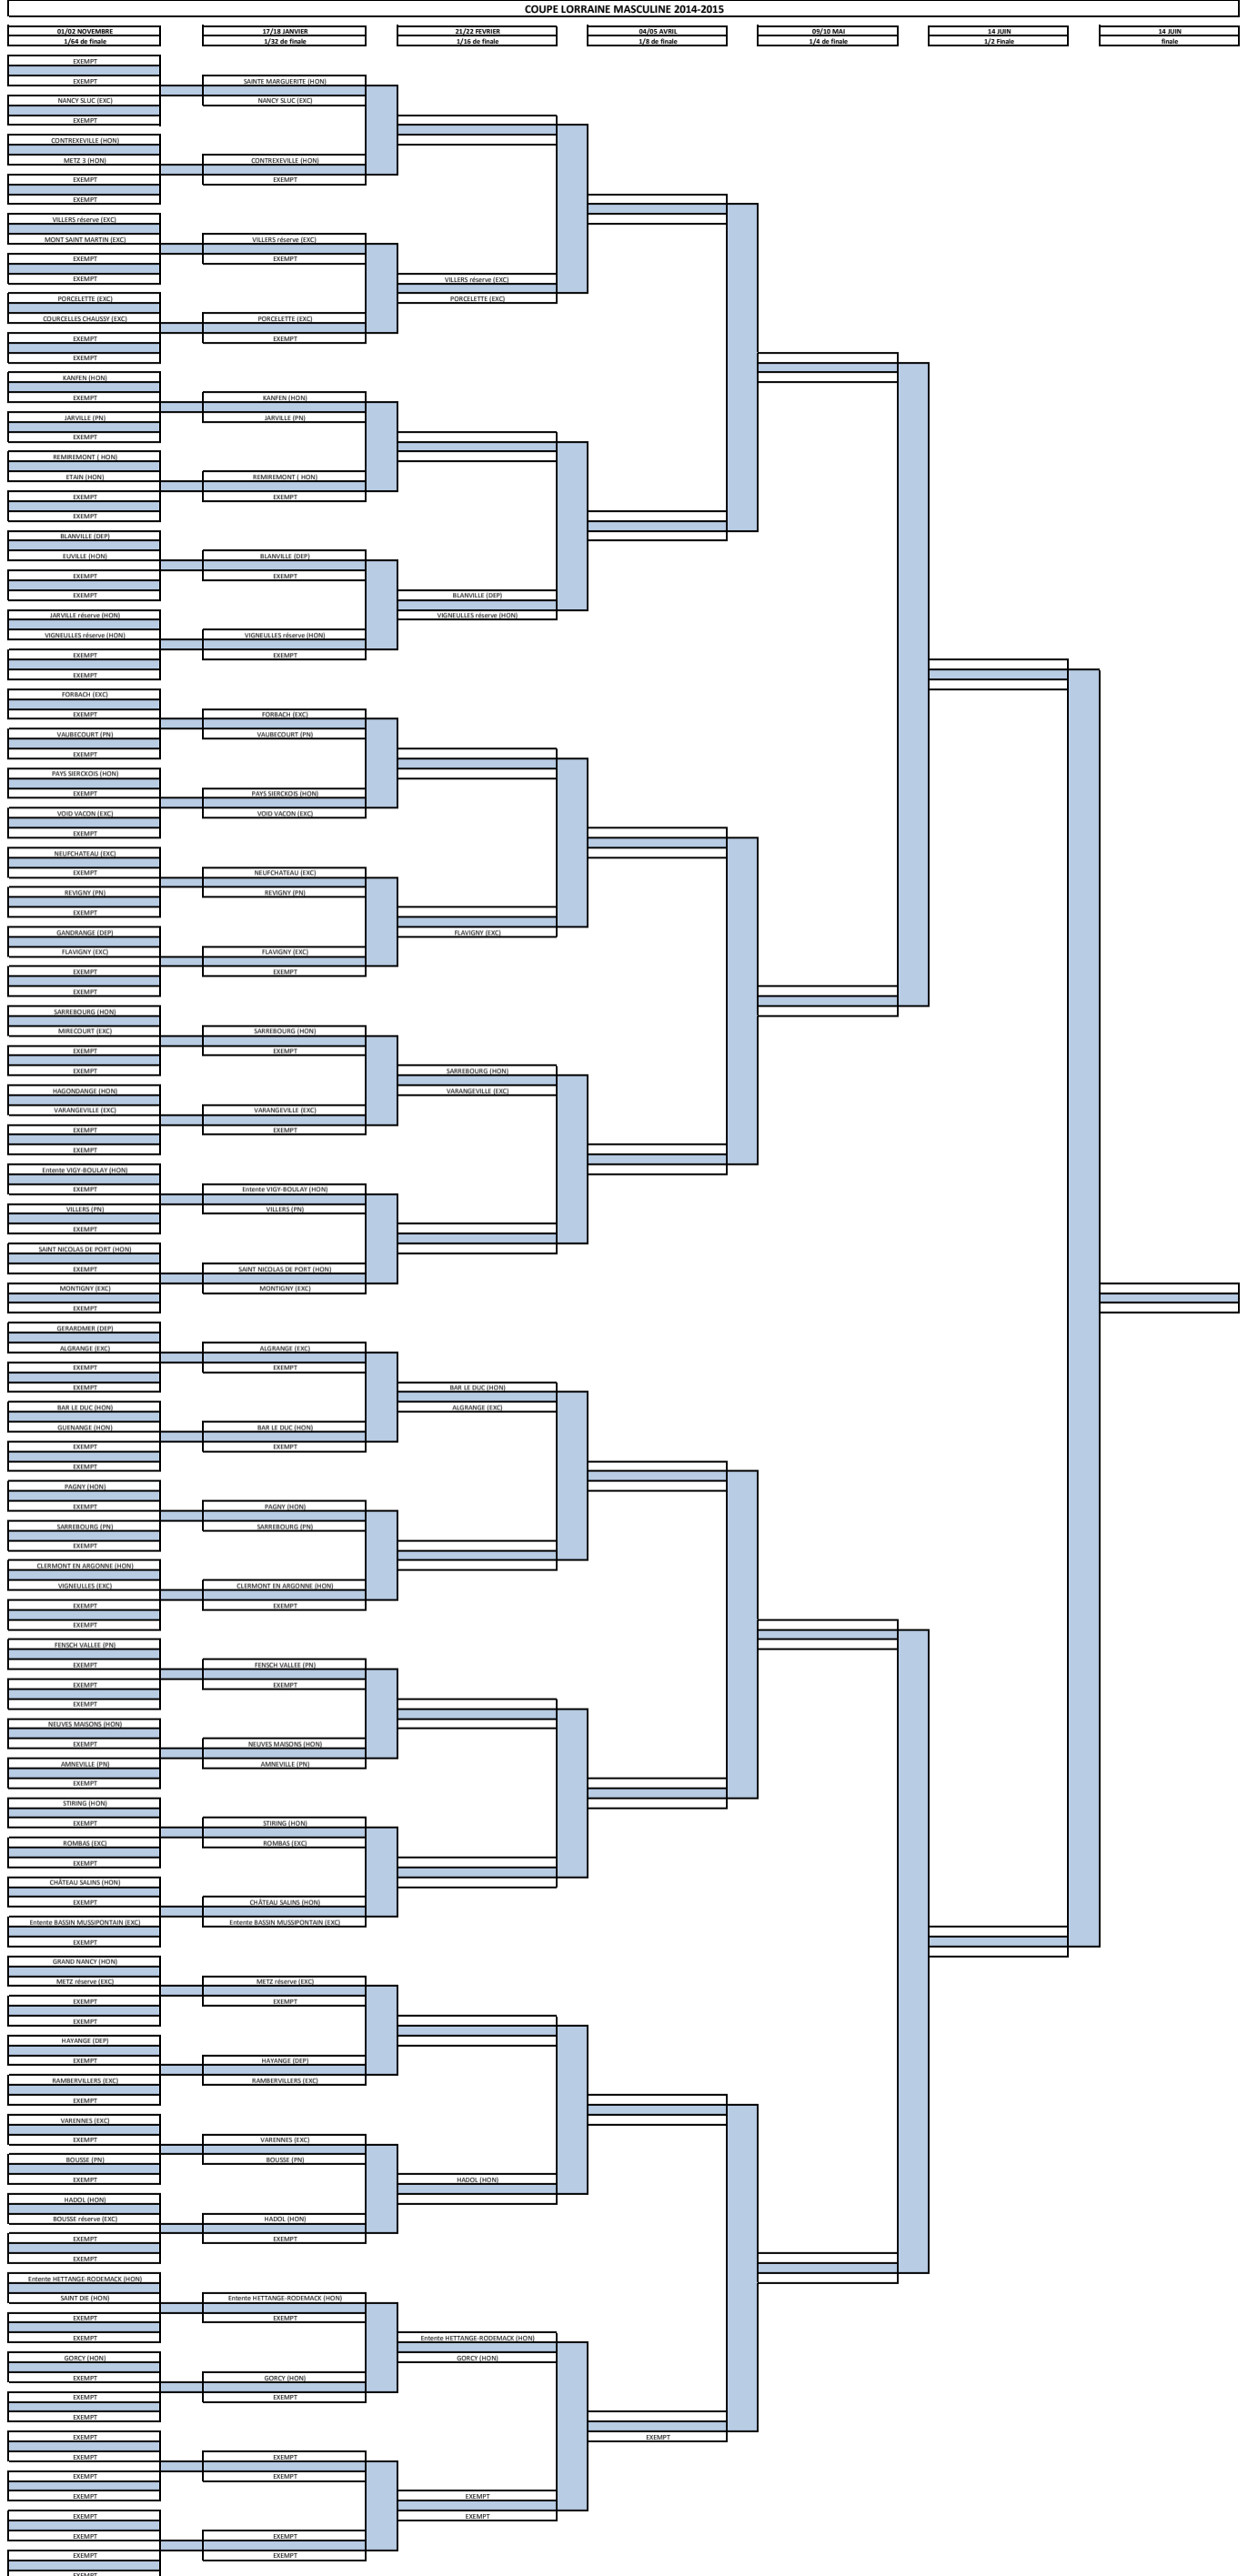 COUPE LORRAINE MASCULINE 2014-2015
01/02 NOVEMBRE
1/64 de finale
17/18 JANVIER
1/32 de finale
21/22 FEVRIER
1/16 de finale
04/05 AVRIL
1/8 de finale
09/10 MAI
1/4 de finale
14 JUIN
1/2 Finale
14 JUIN
finale
EXEMPT
EXEMPT
NANCY SLUC (EXC)
EXEMPT
CONTREXEVILLE (HON)
METZ 3 (HON)
EXEMPT
EXEMPT
VILLERS réserve (EXC)
MONT SAINT MARTIN (EXC)
EXEMPT
EXEMPT
PORCELETTE (EXC)
COURCELLES CHAUSSY (EXC)
EXEMPT
EXEMPT
KANFEN (HON)
EXEMPT
JARVILLE (PN)
EXEMPT
REMIREMONT ( HON)
ETAIN (HON)
EXEMPT
EXEMPT
BLANVILLE (DEP)
EUVILLE (HON)
EXEMPT
EXEMPT
JARVILLE réserve (HON)
VIGNEULLES réserve (HON)
EXEMPT
EXEMPT
FORBACH (EXC)
EXEMPT
VAUBECOURT (PN)
EXEMPT
PAYS SIERCKOIS (HON)
EXEMPT
VOID VACON (EXC)
EXEMPT
NEUFCHATEAU (EXC)
EXEMPT
REVIGNY (PN)
EXEMPT
GANDRANGE (DEP)
FLAVIGNY (EXC)
EXEMPT
EXEMPT
SARREBOURG (HON)
MIRECOURT (EXC)
EXEMPT
EXEMPT
HAGONDANGE (HON)
VARANGEVILLE (EXC)
EXEMPT
EXEMPT
Entente VIGY-BOULAY (HON)
EXEMPT
VILLERS (PN)
EXEMPT
SAINT NICOLAS DE PORT (HON)
EXEMPT
MONTIGNY (EXC)
EXEMPT
GERARDMER (DEP)
ALGRANGE (EXC)
EXEMPT
EXEMPT
BAR LE DUC (HON)
GUENANGE (HON)
EXEMPT
EXEMPT
PAGNY (HON)
EXEMPT
SARREBOURG (PN)
EXEMPT
CLERMONT EN ARGONNE (HON)
VIGNEULLES (EXC)
EXEMPT
EXEMPT
FENSCH VALLEE (PN)
EXEMPT
EXEMPT
EXEMPT
NEUVES MAISONS (HON)
EXEMPT
AMNEVILLE (PN)
EXEMPT
STIRING (HON)
EXEMPT
ROMBAS (EXC)
EXEMPT
CHÂTEAU SALINS (HON)
EXEMPT
Entente BASSIN MUSSIPONTAIN (EXC)
EXEMPT
GRAND NANCY (HON)
METZ réserve (EXC)
EXEMPT
EXEMPT
HAYANGE (DEP)
EXEMPT
RAMBERVILLERS (EXC)
EXEMPT
VARENNES (EXC)
EXEMPT
BOUSSE (PN)
EXEMPT
HADOL (HON)
BOUSSE réserve (EXC)
EXEMPT
EXEMPT
Entente HETTANGE-RODEMACK (HON)
SAINT DIE (HON)
EXEMPT
EXEMPT
GORCY (HON)
EXEMPT
EXEMPT
EXEMPT
EXEMPT
EXEMPT
EXEMPT
EXEMPT
EXEMPT
EXEMPT
EXEMPT
EXEMPT
SAINTE MARGUERITE (HON)
NANCY SLUC (EXC)
CONTREXEVILLE (HON)
EXEMPT
VILLERS réserve (EXC)
EXEMPT
PORCELETTE (EXC)
EXEMPT
KANFEN (HON)
JARVILLE (PN)
REMIREMONT ( HON)
EXEMPT
BLANVILLE (DEP)
EXEMPT
VIGNEULLES réserve (HON)
EXEMPT
FORBACH (EXC)
VAUBECOURT (PN)
PAYS SIERCKOIS (HON)
VOID VACON (EXC)
NEUFCHATEAU (EXC)
REVIGNY (PN)
FLAVIGNY (EXC)
EXEMPT
SARREBOURG (HON)
EXEMPT
VARANGEVILLE (EXC)
EXEMPT
Entente VIGY-BOULAY (HON)
VILLERS (PN)
SAINT NICOLAS DE PORT (HON)
MONTIGNY (EXC)
ALGRANGE (EXC)
EXEMPT
BAR LE DUC (HON)
EXEMPT
PAGNY (HON)
SARREBOURG (PN)
CLERMONT EN ARGONNE (HON)
EXEMPT
FENSCH VALLEE (PN)
EXEMPT
NEUVES MAISONS (HON)
AMNEVILLE (PN)
STIRING (HON)
ROMBAS (EXC)
CHÂTEAU SALINS (HON)
Entente BASSIN MUSSIPONTAIN (EXC)
METZ réserve (EXC)
EXEMPT
HAYANGE (DEP)
RAMBERVILLERS (EXC)
VARENNES (EXC)
BOUSSE (PN)
HADOL (HON)
EXEMPT
Entente HETTANGE-RODEMACK (HON)
EXEMPT
GORCY (HON)
EXEMPT
EXEMPT
EXEMPT
EXEMPT
EXEMPT
VILLERS réserve (EXC)
PORCELETTE (EXC)
BLANVILLE (DEP)
VIGNEULLES réserve (HON)
FLAVIGNY (EXC)
SARREBOURG (HON)
VARANGEVILLE (EXC)
BAR LE DUC (HON)
ALGRANGE (EXC)
HADOL (HON)
Entente HETTANGE-RODEMACK (HON)
GORCY (HON)
EXEMPT
EXEMPT
EXEMPT